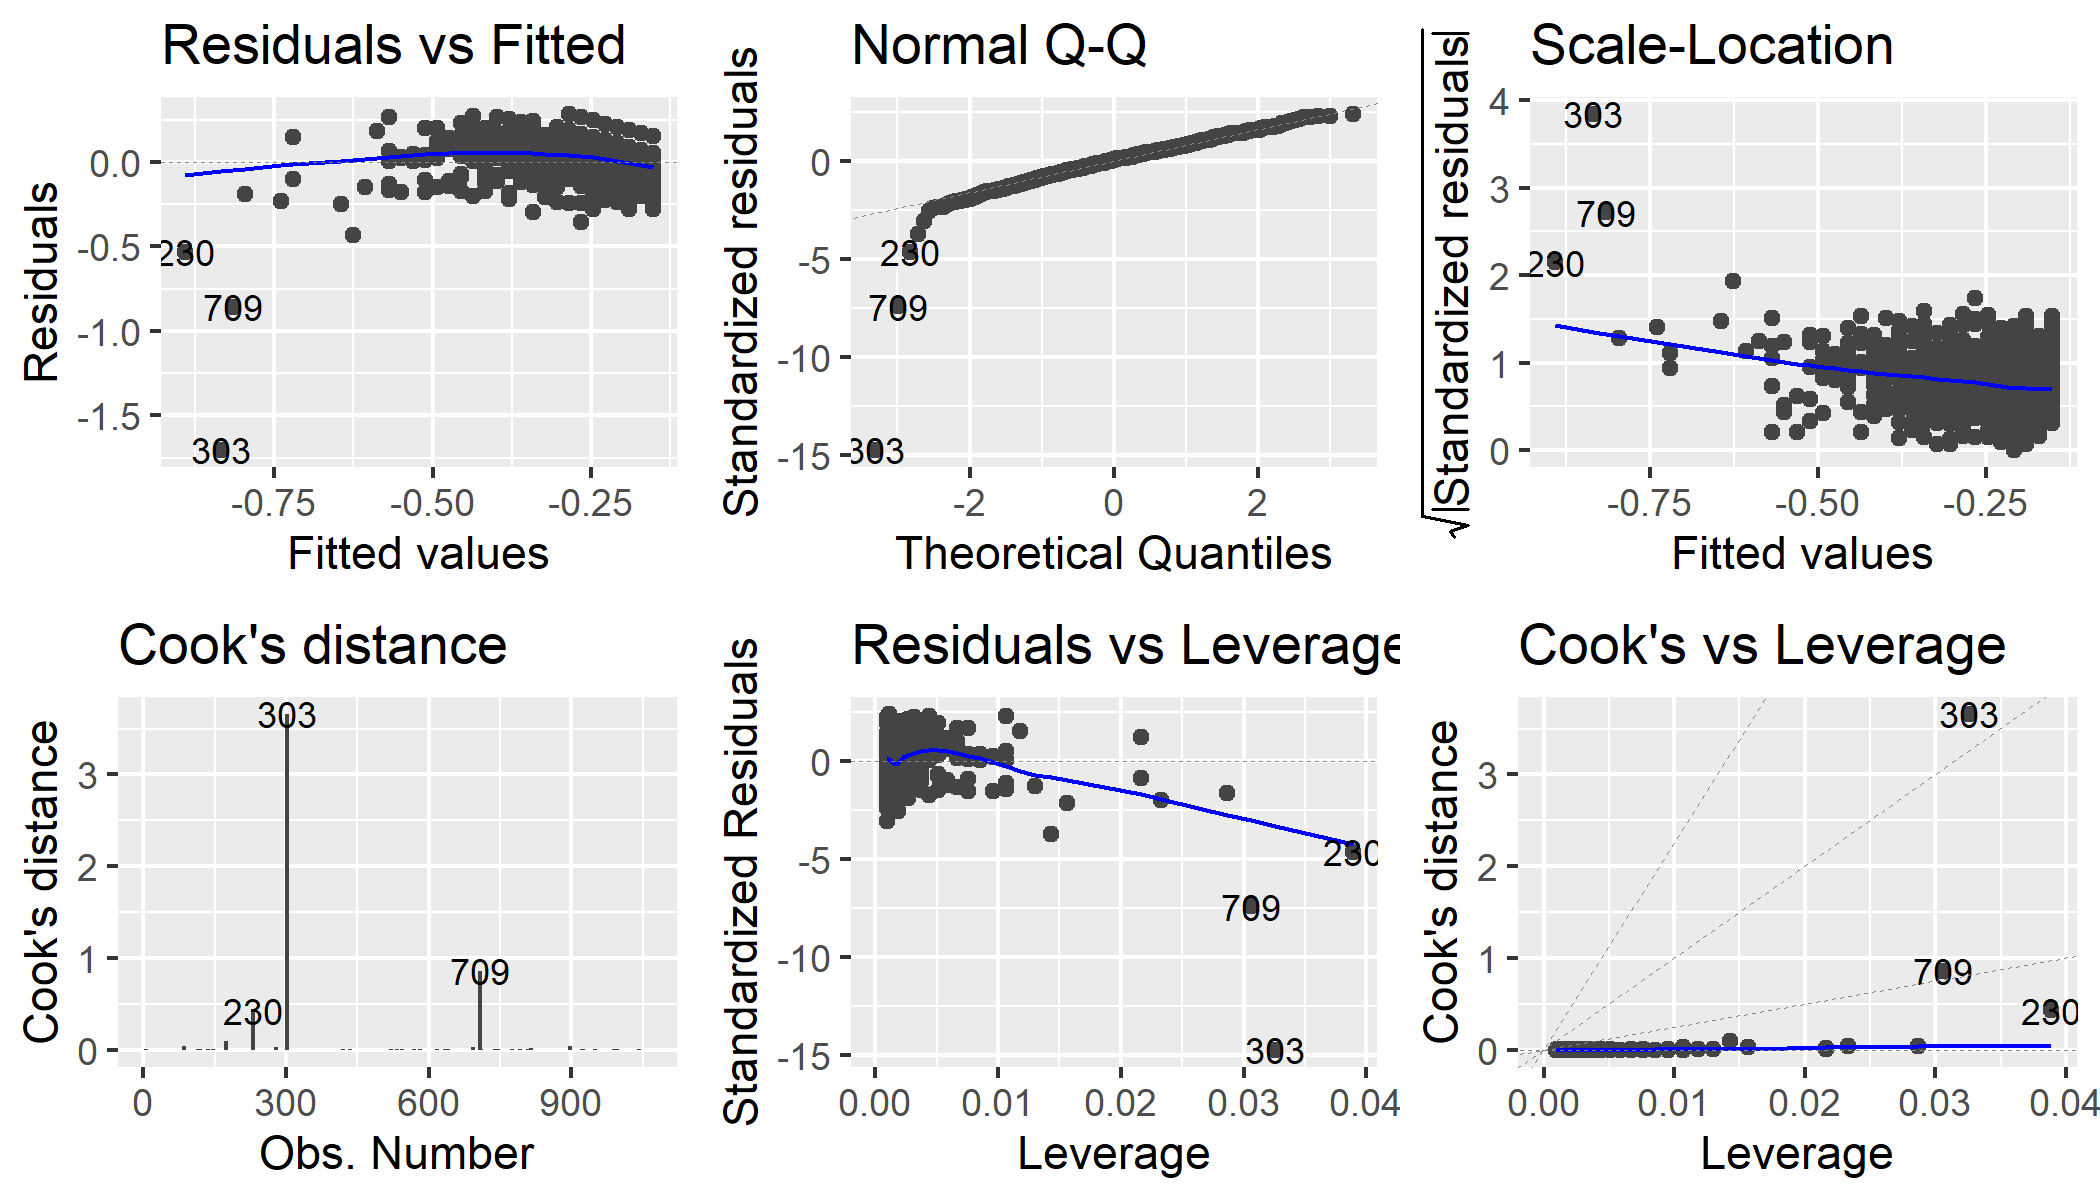 Residuals vs Fitted
Residuals
0.0
-0.5
-1.0
-1.5
230
709
303
-0.75 -0.50 -0.25
Fitted values
Normal Q-Q
Standardized residuals
0
-5
-10
-15
230
709
303
-2 0 2
Theoretical Quantiles
Scale-Location
√|Standardized residuals|
4
3
2
1
0
303
709
230
-0.75 -0.50 -0.25
Fitted values
Cook's distance
Cook's distance
3
2
1
0
303
709
230
0 300 600 900
Obs. Number
Residuals vs Leverage
Standardized Residuals
0
-5
-10
-15
230
709
303
0.00 0.01 0.02 0.03 0.04
Leverage
Cook's vs Leverage
Cook's distance
3
2
1
0
303
709
230
0.00 0.01 0.02 0.03 0.04
Leverage